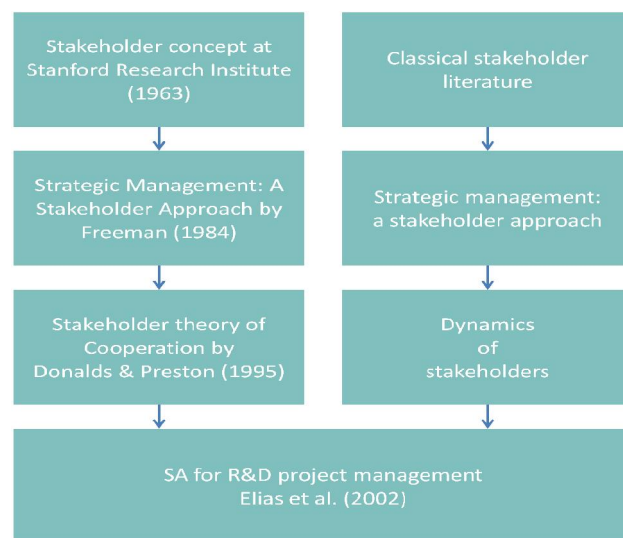 Stakeholder concept at
Stanford Research Institute
(1963)
Classical stakeholder
literature
Strategic Management: A
Stakeholder Approach by
Freeman (1984)
Strategic management:
a stakeholder approach
Stakeholder theory of
Cooperation by
Donalds & Preston (1995)
Dynamics
of
stakeholders
SA for R&D project management
Elias et al. (2002)